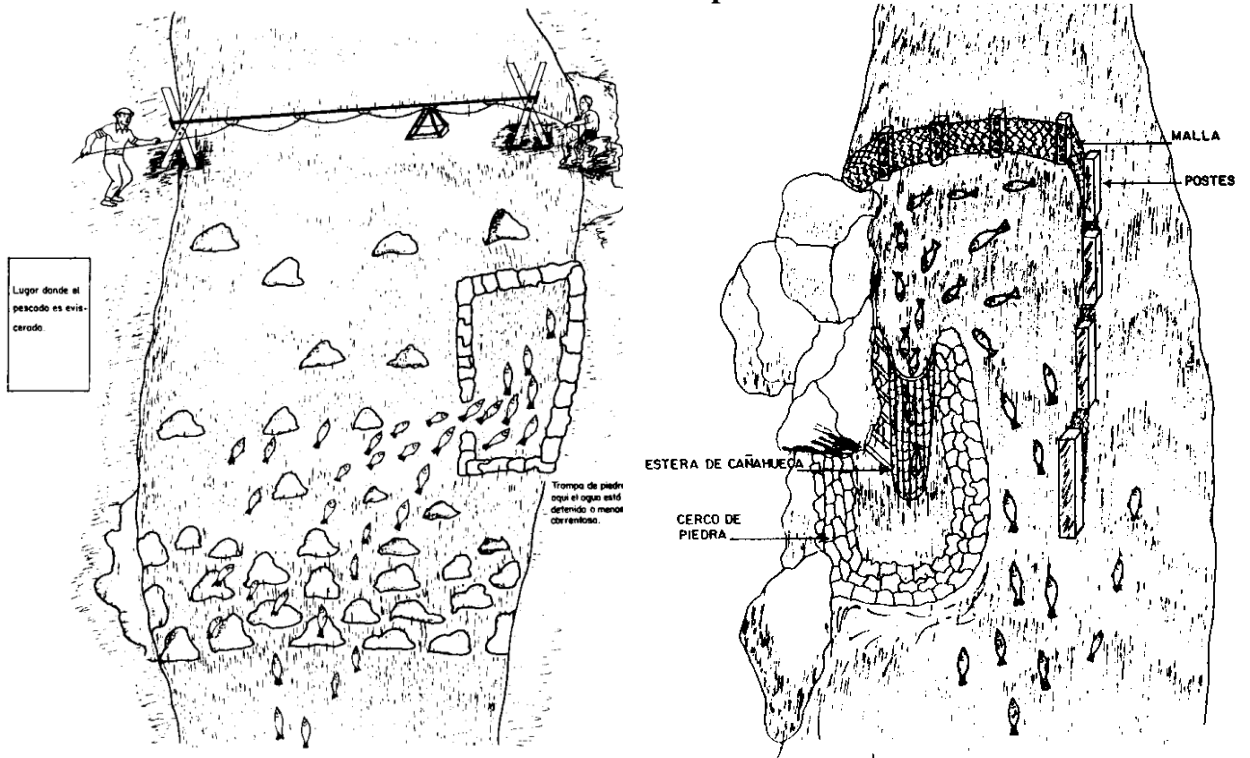 Lugar donde el
pescado es evis-
cerado.
Trampa de piedra
aqui el agua está
detenida o menos
correntosa.
MALLA
POSTES
ESTERA DE CAÑAHUECA
CERCO DE
PIEDRA